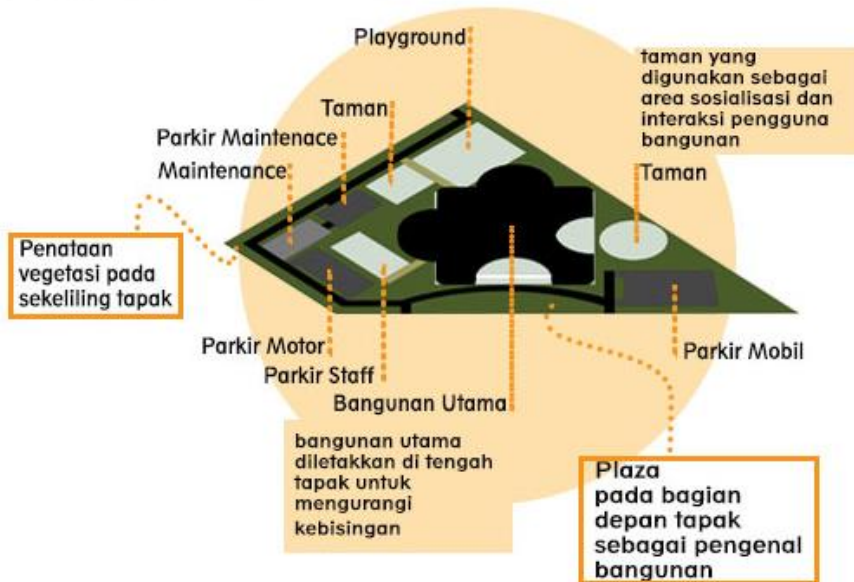 Playground
taman yang
digunakan sebagai
area sosialisasi dan
interaksi pengguna
bangunan
Taman
Parkir Maintenace
Maintenance
Taman
Penataan
vegetasi pada
sekeliling tapak
Parkir Motor
Parkir Staff
Bangunan Utama
Parkir Mobil
bangunan utama
diletakkan di tengah
tapak untuk
mengurangi
kebisingan
Plaza
pada bagian
depan tapak
sebagai pengenal
bangunan